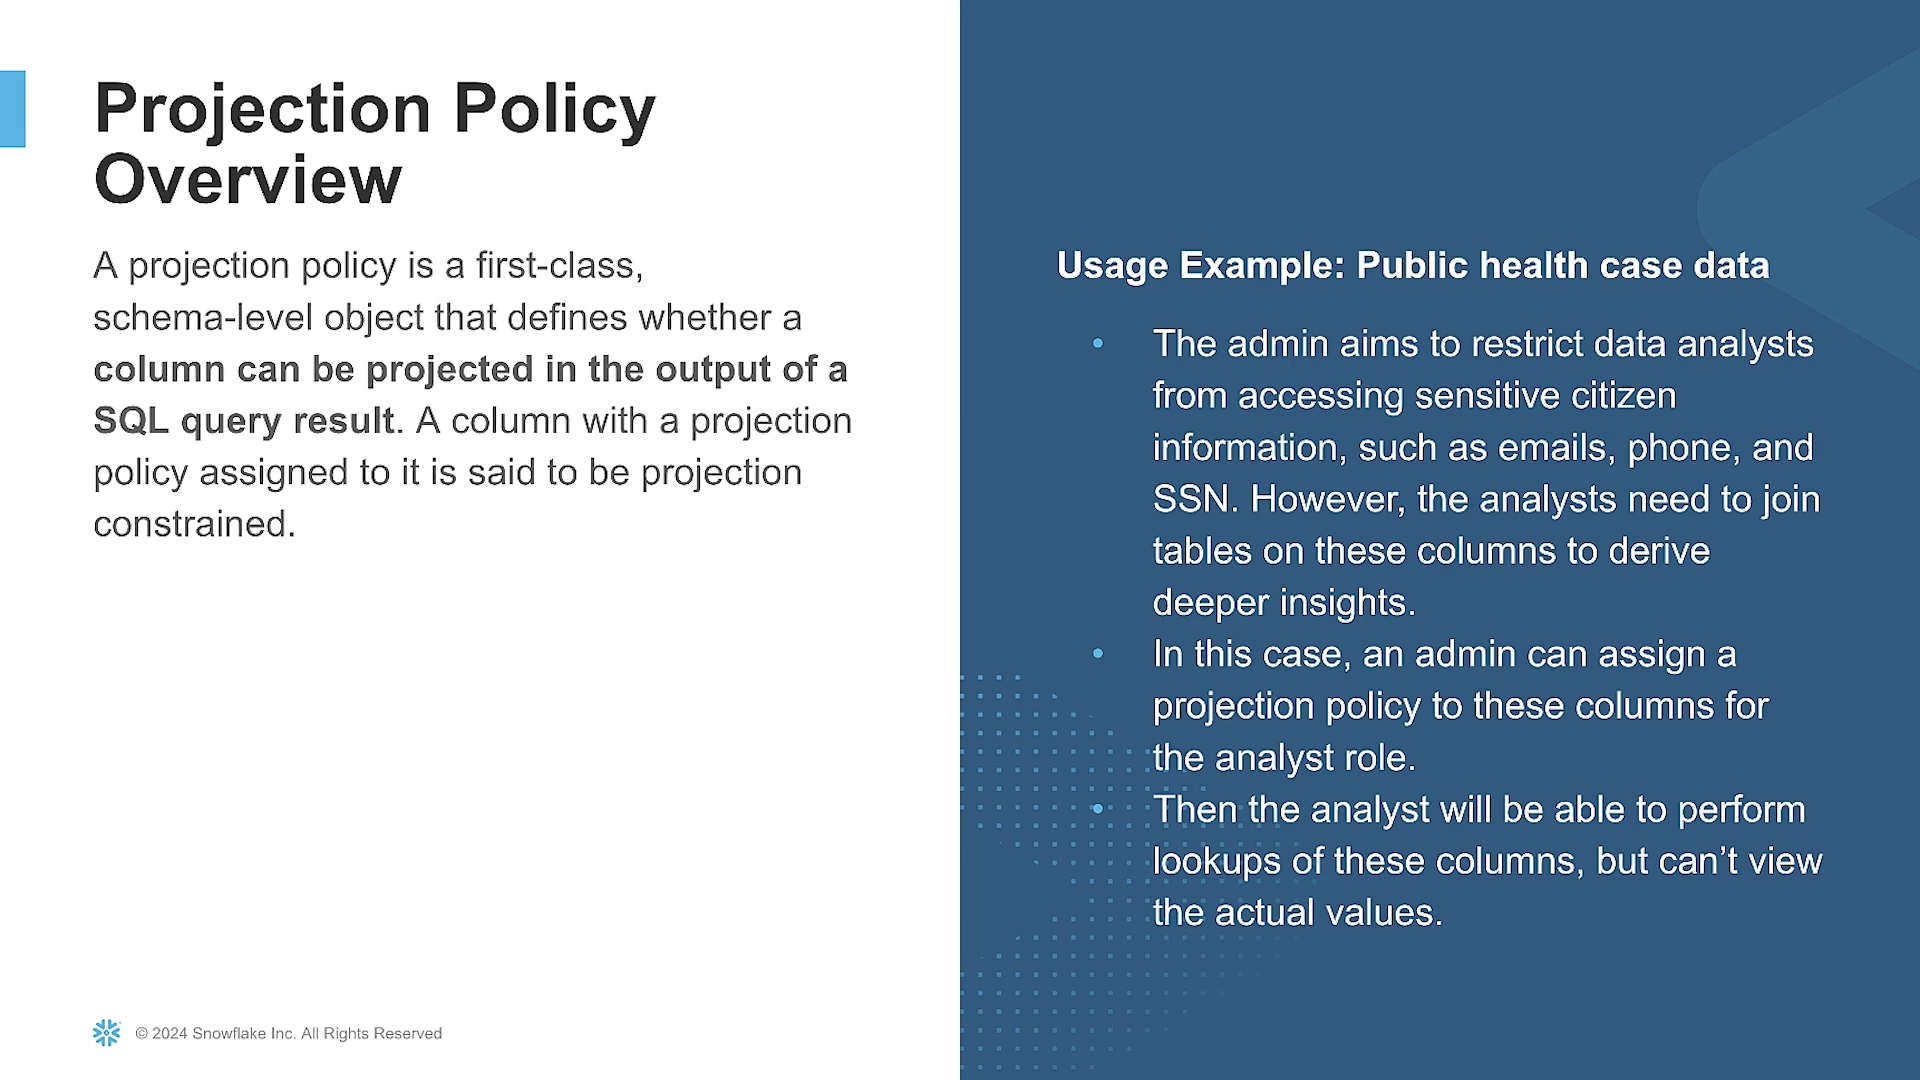 Projection Policy
Overview
A projection policy is a first-class,
schema-level object that defines whether a
column can be projected in the output of a
SQL query result. A column with a projection
policy assigned to it is said to be projection
constrained.
Usage Example: Public health case data
• The admin aims to restrict data analysts
from accessing sensitive citizen
information, such as emails, phone, and
SSN. However, the analysts need to join
tables on these columns to derive
deeper insights.
• In this case, an admin can assign a
projection policy to these columns for
the analyst role.
• Then the analyst will be able to perform
lookups of these columns, but can’t view
the actual values.
© 2024 Snowflake Inc. All Rights Reserved